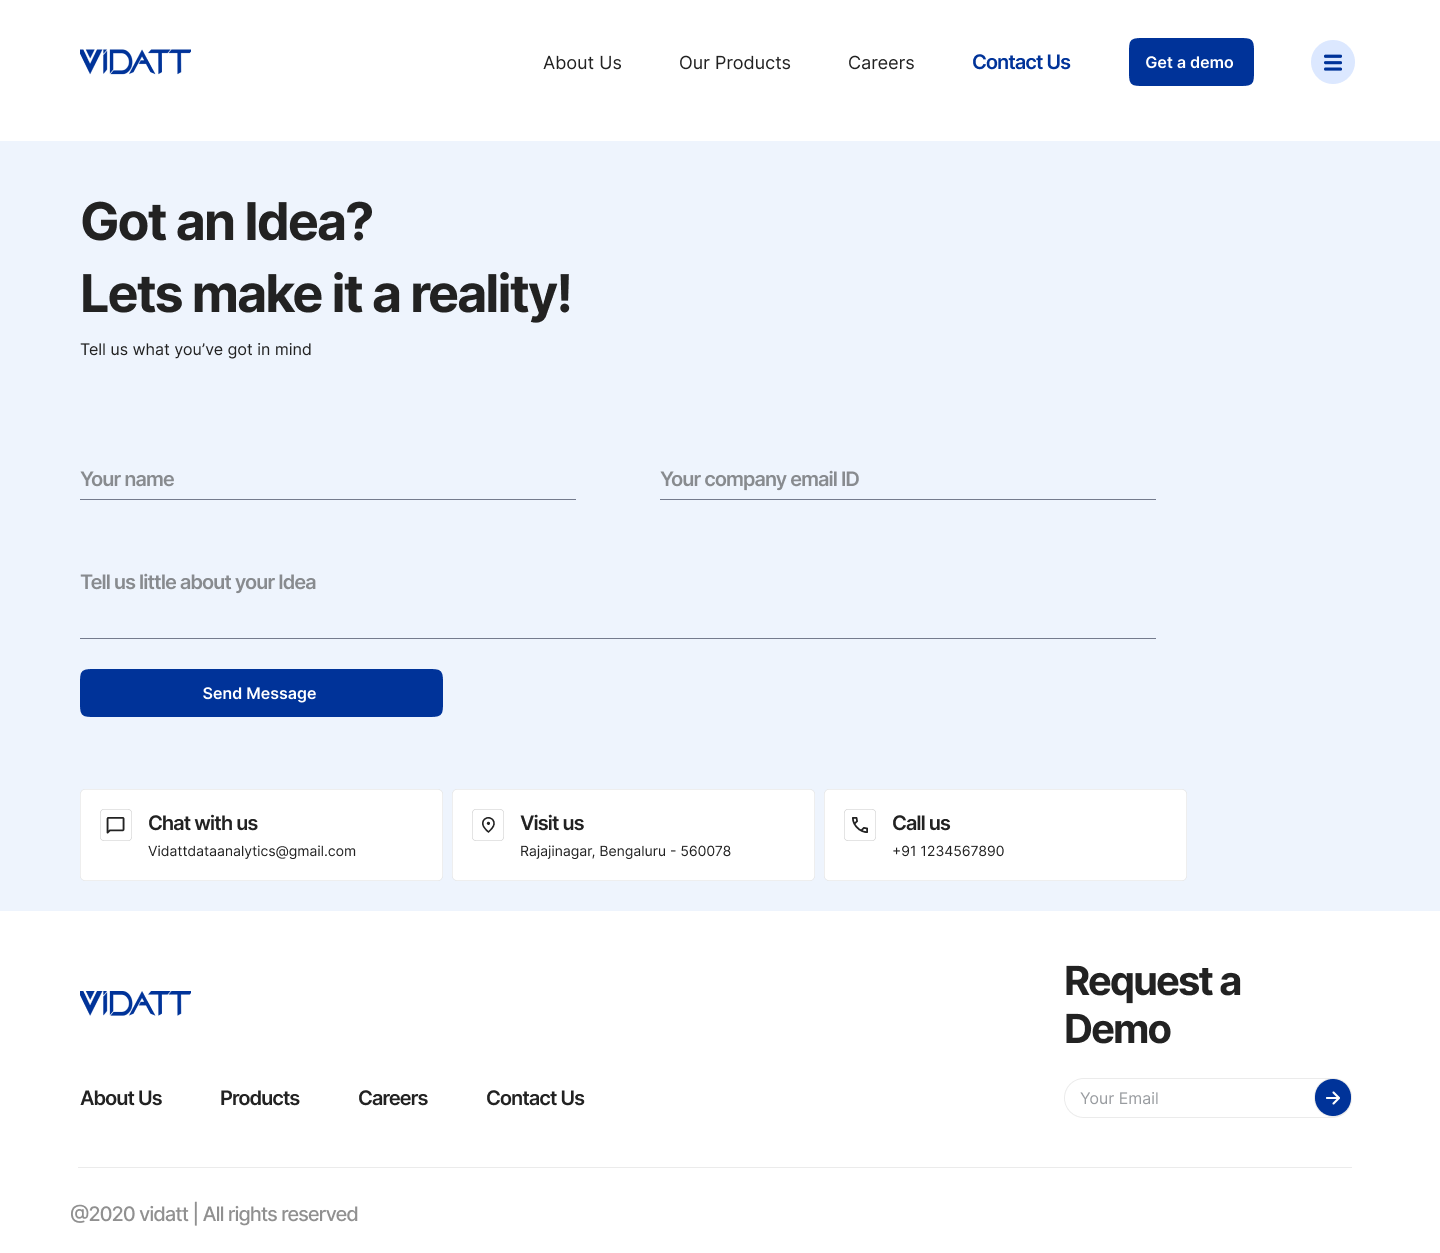 VIDATT
About Us
Our Products
Careers
Contact Us
Get a demo
Got an Idea?
Lets make it a reality!
Tell us what you’ve got in mind
Your name
Your company email ID
Tell us little about your Idea
Send Message
Chat with us
Vidattdataanalytics@gmail.com
Visit us
Rajajinagar, Bengaluru - 560078
Call us
+91 1234567890
VIDATT
About Us
Products
Careers
Contact Us
Request a
Demo
Your Email
@2020 vidatt | All rights reserved